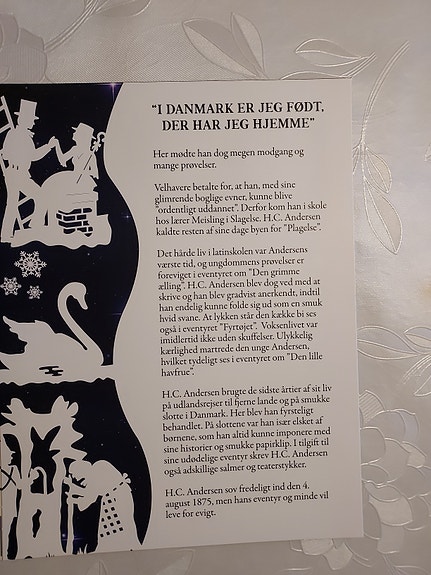 “I DANMARK ER JEG FØDT,
DER HAR JEG HJEMME”
Her mødte han dog megen modgang og
mange prøvelser.
Velhavere betalte for, at han, med sine
glimrende boglige evner, kunne blive
”ordentligt uddannet”. Derfor kom han i skole
hos lærer Meisling i Slagelse. H.C. Andersen
kaldte resten af sine dage byen for ”Plagelse”.
Det hårde liv i latinskolen var Andersens
værste tid, og ungdommens prøvelser er
foreviget i eventyret om ”Den grimme
ælling”. H.C. Andersen blev dog ved med at
skrive og han blev gradvist anerkendt, indtil
han endelig kunne folde sig ud som en smuk
hvid svane. At lykken står den kække bi ses
også i eventyret ”Fyrtøjet”. Voksenlivet var
imidlertid ikke uden skuffelser. Ulykkelig
kærlighed martrede den unge Andersen,
hvilket tydeligt ses i eventyret om ”Den lille
havfrue”.
H.C. Andersen brugte de sidste årtier af sit liv
på udlandsrejser til fjerne lande og på smukke
slotte i Danmark. Her blev han fyrsteligt
behandlet. På slottene var han især elsket af
børnene, som han altid kunne imponere med
sine historier og smukke papirklip. I tilgift til
sine udødelige eventyr skrev H.C. Andersen
også adskillige salmer og teaterstykker.
H.C. Andersen sov fredeligt ind den 4.
august 1875, men hans eventyr og minde vil
leve for evigt.